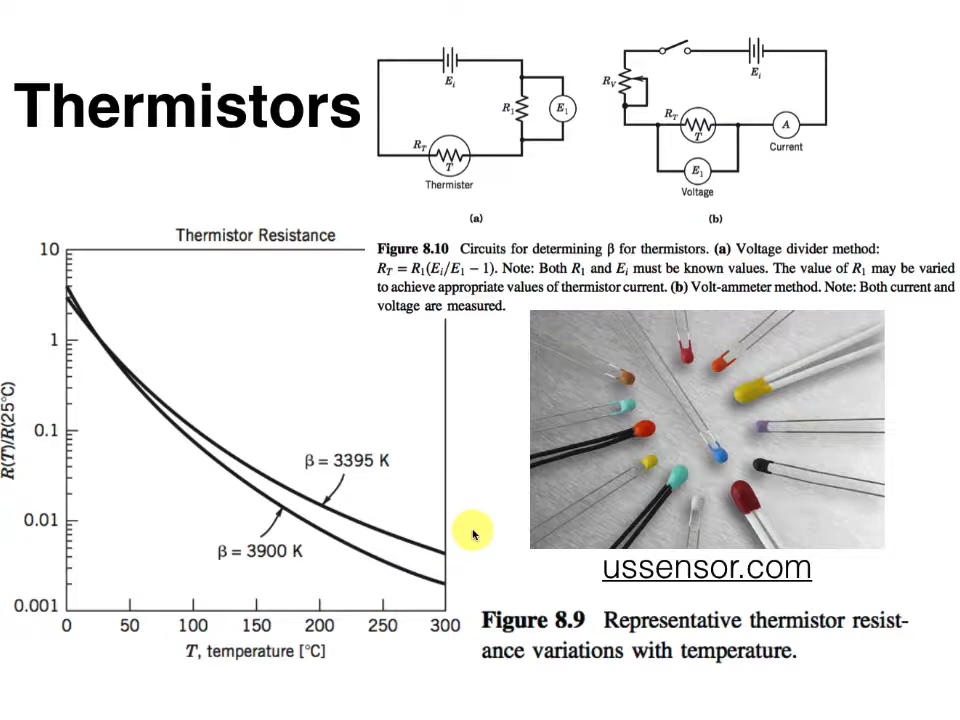 Thermistors
E_i
R_1
E_1
R_T
T
Thermister
(a)
E_i
R_V
R_T
T
A
Current
E_1
Voltage
(b)
Figure 8.10 Circuits for determining β for thermistors. (a) Voltage divider method:
R_T = R_1(E_i/E_1 − 1). Note: Both R_1 and E_i must be known values. The value of R_1 may be varied
to achieve appropriate values of thermistor current. (b) Volt-ammeter method. Note: Both current and
voltage are measured.
Thermistor Resistance
10
1
0.1
0.01
0.001
R(T)/R(25°C)
β = 3395 K
β = 3900 K
0 50 100 150 200 250 300
T, temperature [°C]
ussensor.com
Figure 8.9 Representative thermistor resist-
ance variations with temperature.